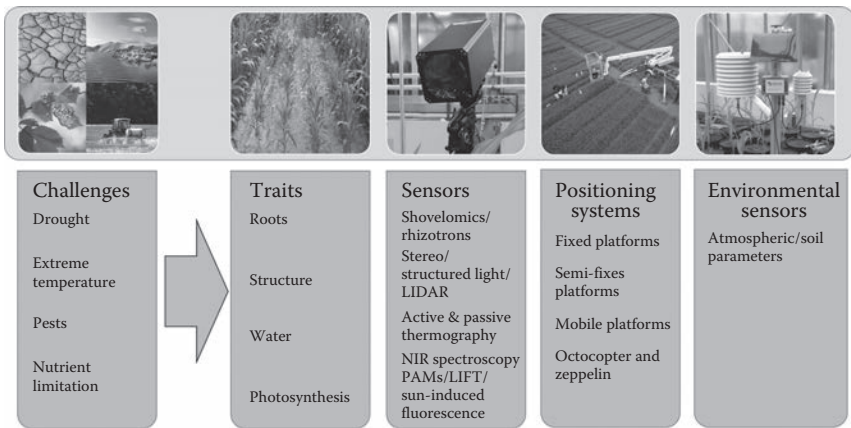 Challenges
Drought
Extreme
temperature
Pests
Nutrient
limitation
Traits
Roots
Structure
Water
Photosynthesis
Sensors
Shovelomics/
rhizotrons
Stereo/
structured light/
LIDAR
Active & passive
thermography
NIR spectroscopy
PAMs/LIFT/
sun-induced
fluorescence
Positioning
systems
Fixed platforms
Semi-fixes
platforms
Mobile platforms
Octocopter and
zeppelin
Environmental
sensors
Atmospheric/soil
parameters